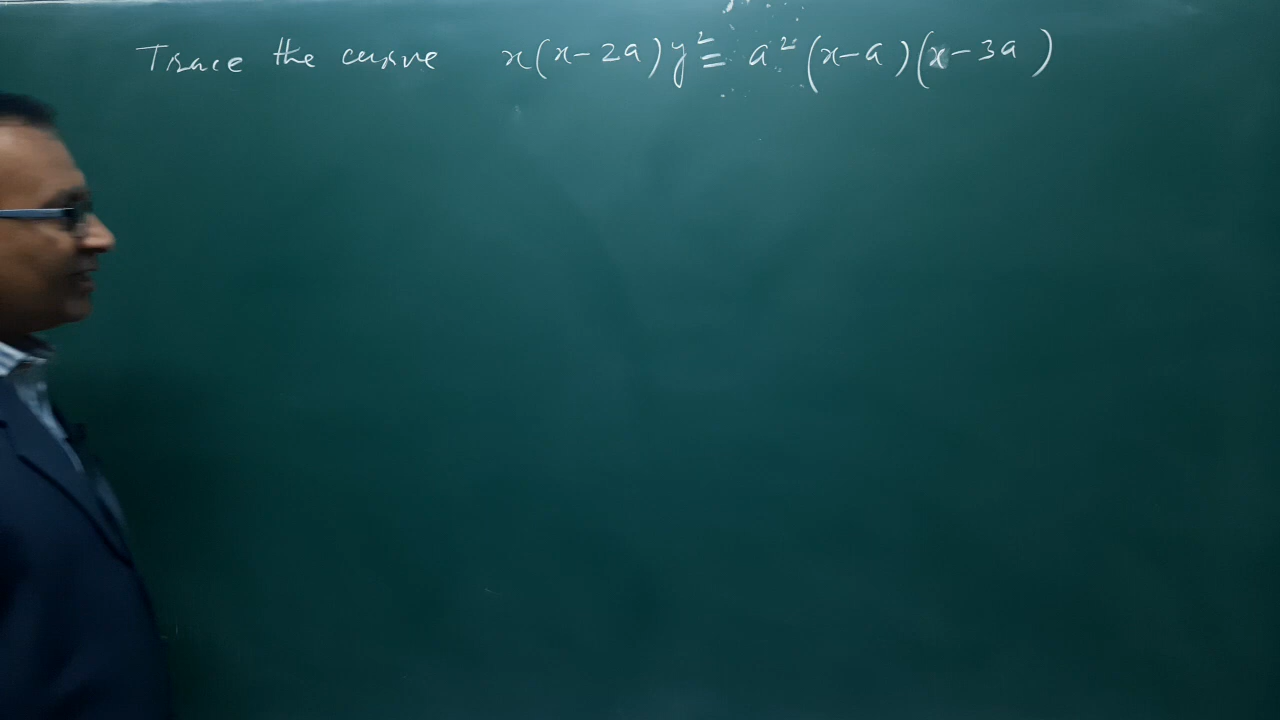 Trace the curve x(x-2a)y² = a²(x-a)(x-3a)